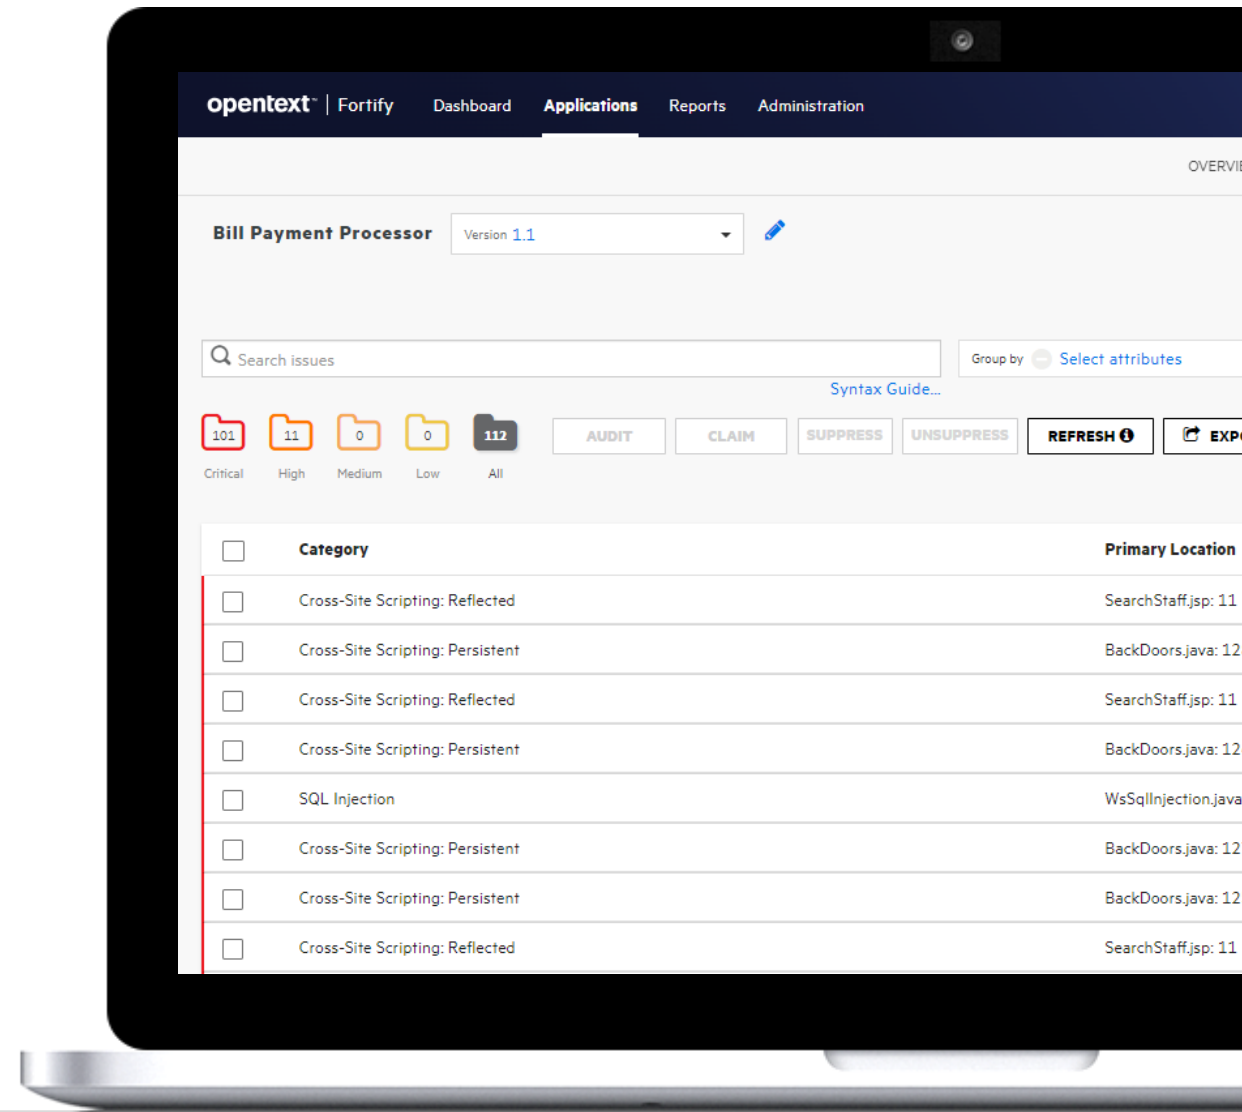 opentext™ | Fortify Dashboard Applications Reports Administration
OVERVIE
Bill Payment Processor Version 1.1
Search issues Group by Select attributes
Syntax Guide...
101 11 0 0 112 AUDIT CLAIM SUPPRESS UNSUPPRESS REFRESH EXPO
Critical High Medium Low All
Category Primary Location
Cross-Site Scripting: Reflected SearchStaff.jsp: 11
Cross-Site Scripting: Persistent BackDoors.java: 12
Cross-Site Scripting: Reflected SearchStaff.jsp: 11
Cross-Site Scripting: Persistent BackDoors.java: 12
SQL Injection WsSqlInjection.java
Cross-Site Scripting: Persistent BackDoors.java: 12
Cross-Site Scripting: Persistent BackDoors.java: 12
Cross-Site Scripting: Reflected SearchStaff.jsp: 11